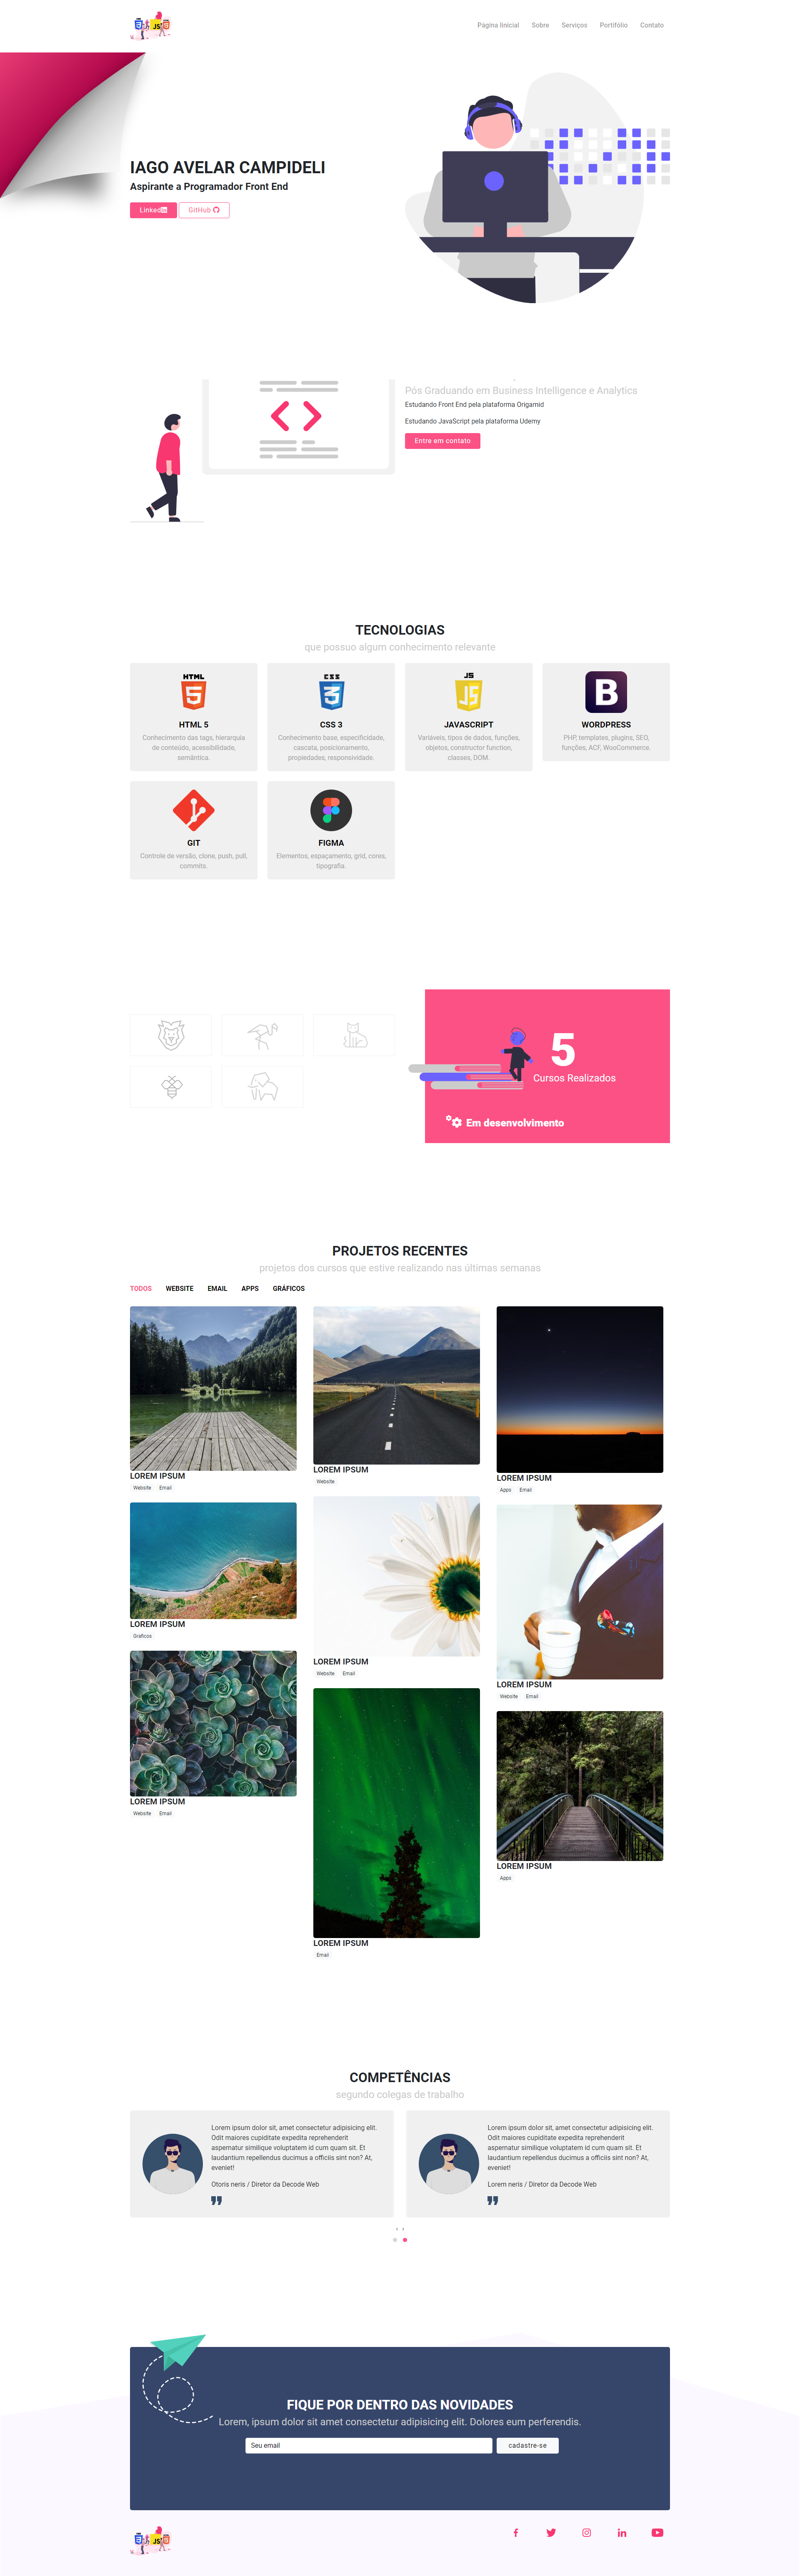 JS
Página Iinicial Sobre Serviços Portifólio Contato
IAGO AVELAR CAMPIDELI
Aspirante a Programador Front End
Linked in GitHub
Pós Graduando em Business Intelligence e Analytics
Estudando Front End pela plataforma Origamid
Estudando JavaScript pela plataforma Udemy
Entre em contato
TECNOLOGIAS
que possuo algum conhecimento relevante
HTML
5
HTML 5
Conhecimento das tags, hierarquia
de conteúdo, acessibilidade,
semântica.
CSS
3
CSS 3
Conhecimento base, especificidade,
cascata, posicionamento,
propiedades, responsividade.
JS
JS
JAVASCRIPT
Variáveis, tipos de dados, funções,
objetos, constructor function,
classes, DOM.
B
WORDPRESS
PHP, templates, plugins, SEO,
funções, ACF, WooCommerce.
GIT
Controle de versão, clone, push, pull,
commits.
FIGMA
Elementos, espaçamento, grid, cores,
tipografia.
5
Cursos Realizados
Em desenvolvimento
PROJETOS RECENTES
projetos dos cursos que estive realizando nas últimas semanas
TODOS WEBSITE EMAIL APPS GRÁFICOS
LOREM IPSUM
Website Email
LOREM IPSUM
Graficos
LOREM IPSUM
Website Email
LOREM IPSUM
Website
LOREM IPSUM
Website Email
LOREM IPSUM
Email
LOREM IPSUM
Apps Email
LOREM IPSUM
Website Email
LOREM IPSUM
Apps
COMPETÊNCIAS
segundo colegas de trabalho
Lorem ipsum dolor sit, amet consectetur adipisicing elit.
Odit maiores cupiditate expedita reprehenderit
aspernatur similique voluptatem id cum quam sit. Et
laudantium repellendus ducimus a officiis sint non? At,
eveniet!
Otoris neris / Diretor da Decode Web
Lorem ipsum dolor sit, amet consectetur adipisicing elit.
Odit maiores cupiditate expedita reprehenderit
aspernatur similique voluptatem id cum quam sit. Et
laudantium repellendus ducimus a officiis sint non? At,
eveniet!
Lorem neris / Diretor da Decode Web
FIQUE POR DENTRO DAS NOVIDADES
Lorem, ipsum dolor sit amet consectetur adipisicing elit. Dolores eum perferendis.
Seu email cadastre-se
JS